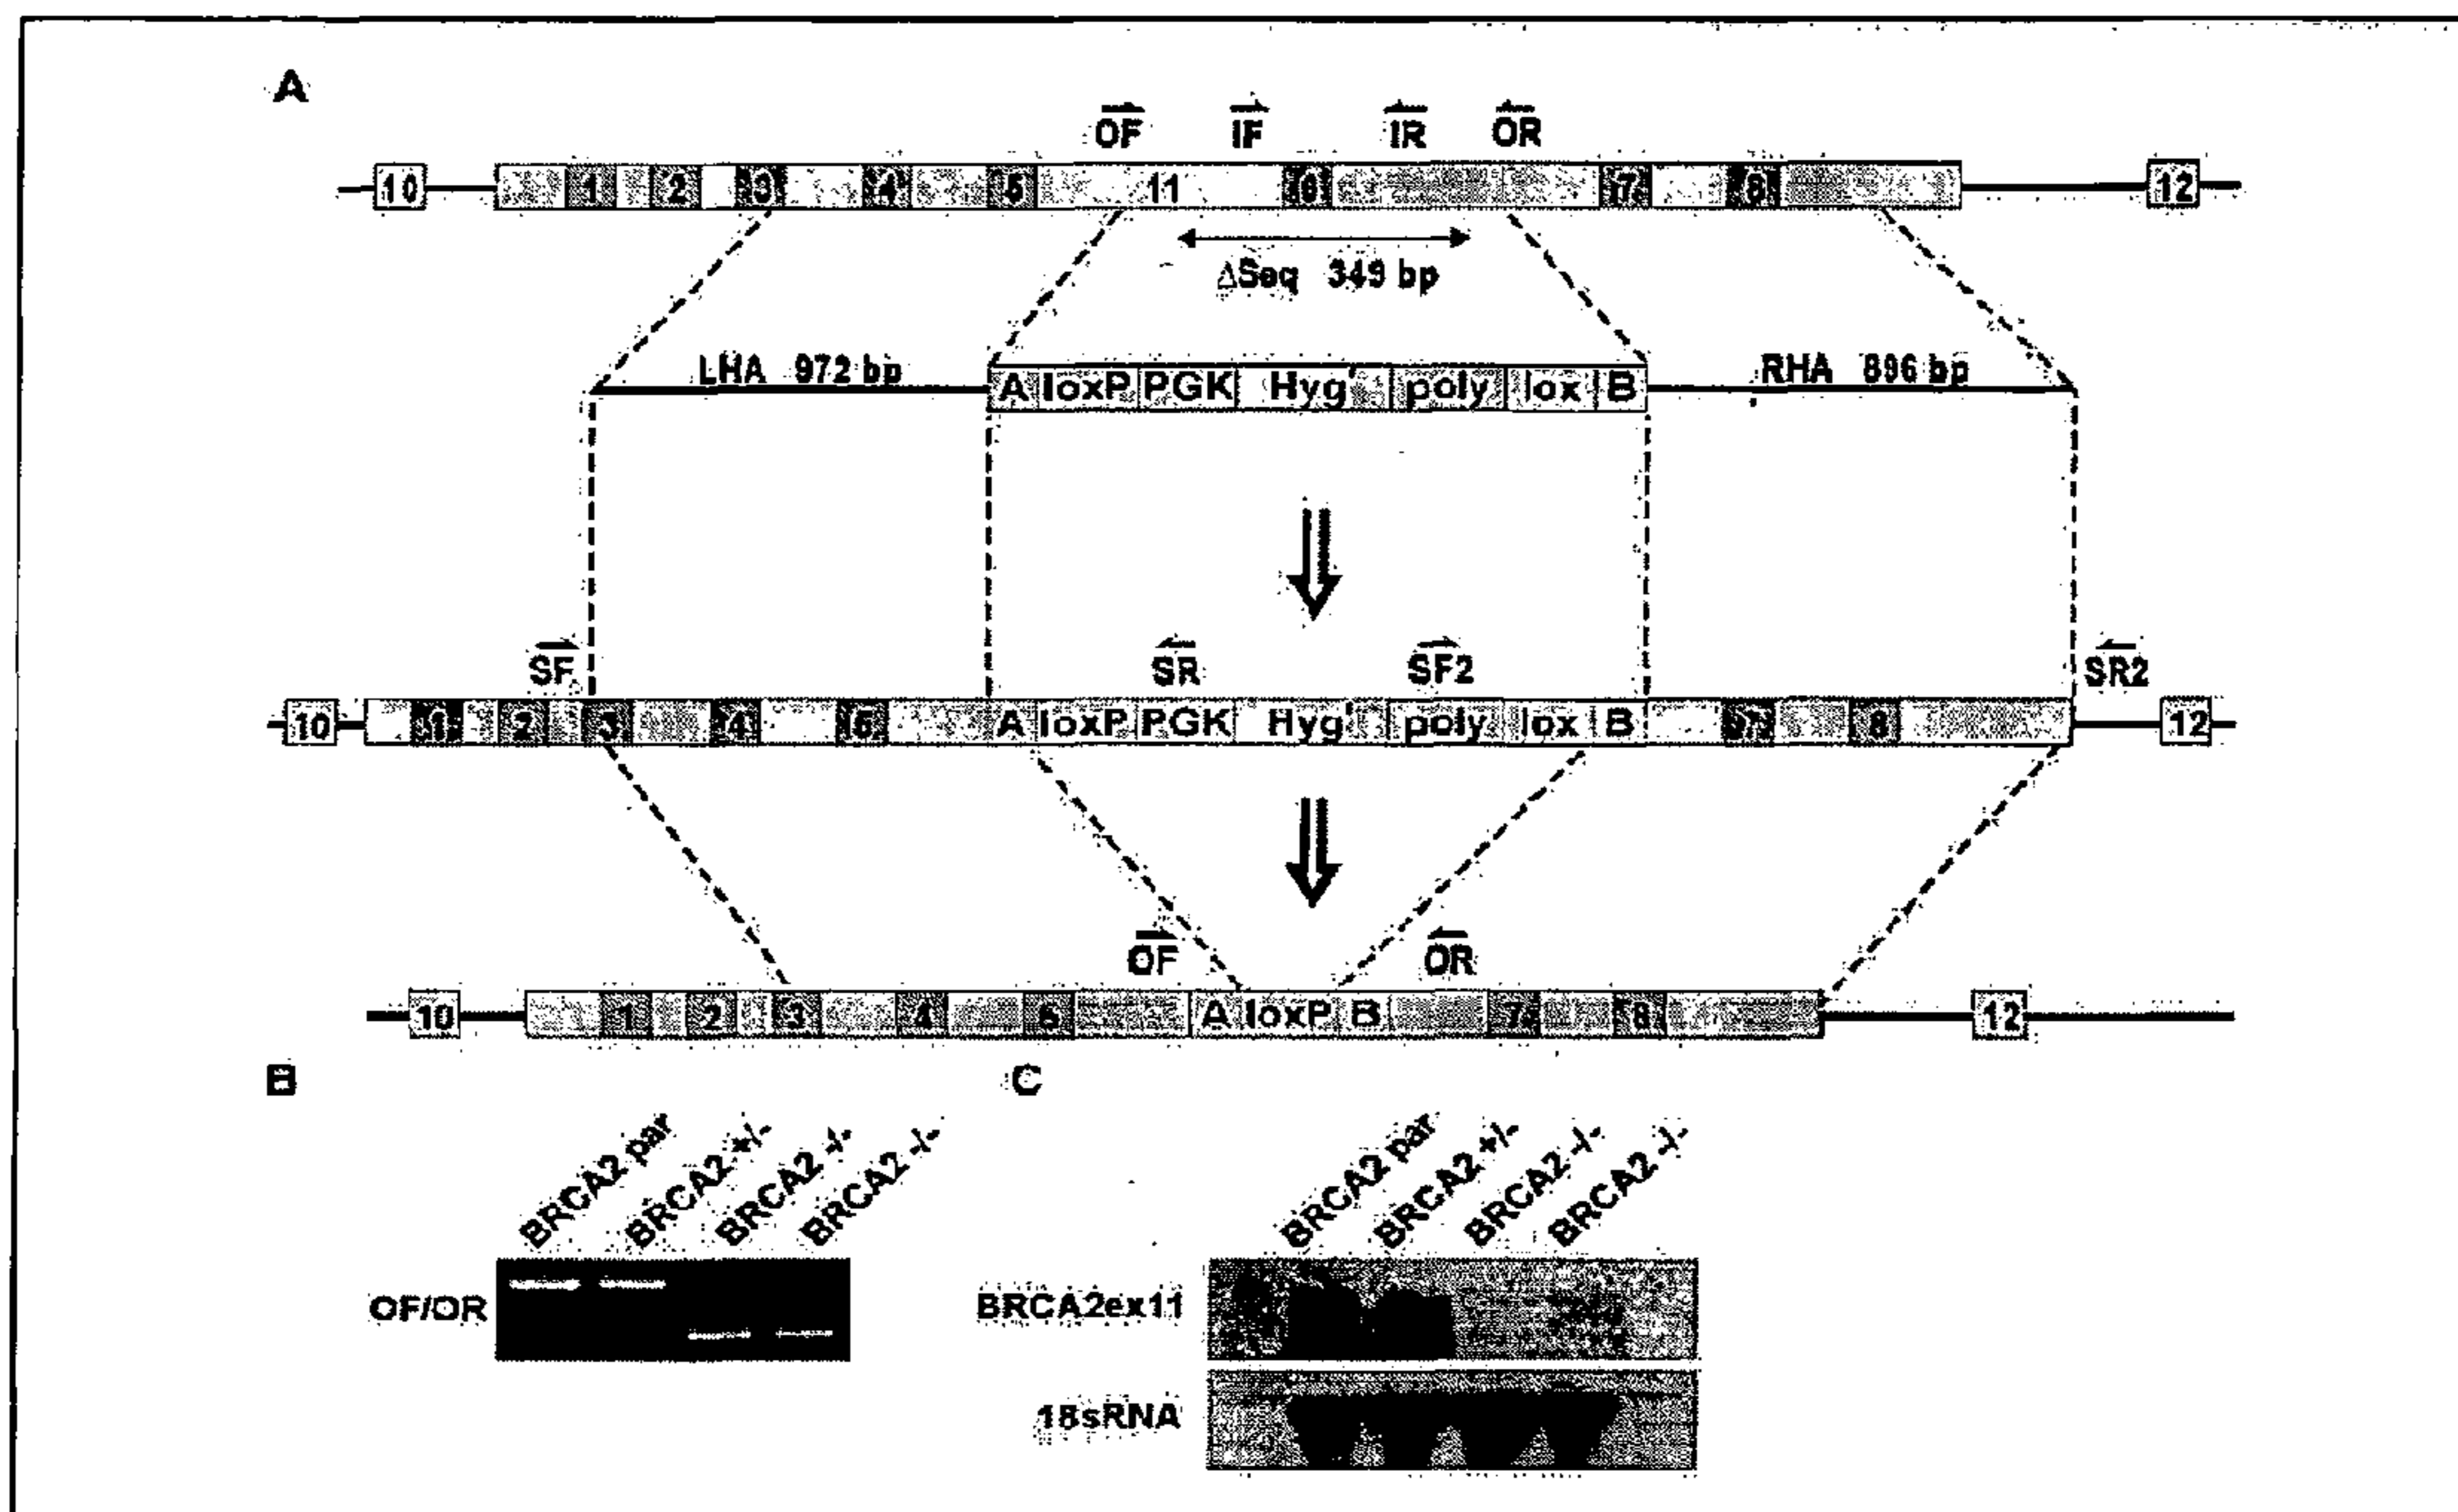 A
OF IF IR OR
10 1 2 3 4 5 11 6 7 8 12
ΔSeq 349 bp
LHA 972 bp A loxP PGK Hyg poly lox B RHA 896 bp
SF SR SF2 SR2
10 1 2 3 4 5 A loxP PGK Hyg poly lox B 7 8 12
OF OR
10 1 2 3 4 5 A loxP B 7 8 12
B C
BRCA2 par BRCA2 +/- BRCA2 -/- BRCA2 -/-
BRCA2 par BRCA2 +/- BRCA2 -/- BRCA2 -/-
OF/OR
BRCA2ex11
18sRNA